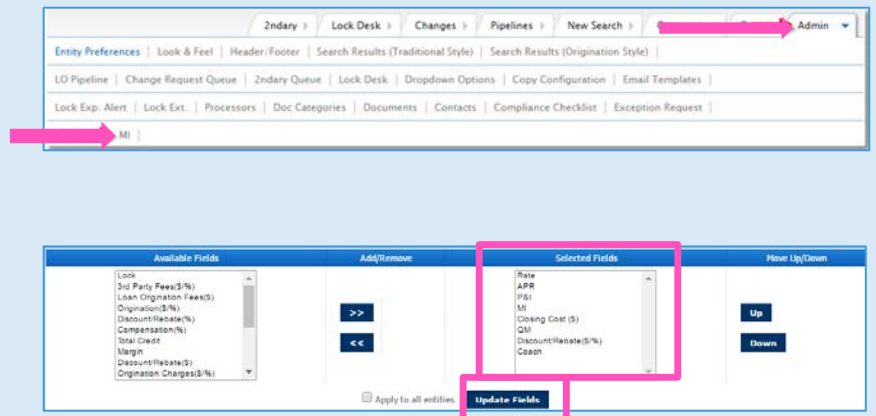 2ndary Lock Desk Changes Pipelines New Search Admin
Entity Preferences | Look & Feel | Header/Footer | Search Results (Traditional Style) | Search Results (Origination Style) |
LO Pipeline | Change Request Queue | 2ndary Queue | Lock Desk | Dropdown Options | Copy Configuration | Email Templates |
Lock Exp. Alert | Lock Ext. | Processors | Doc Categories | Documents | Contacts | Compliance Checklist | Exception Request |
MI |
Available Fields Add/Remove Selected Fields Move Up/Down
Lock
3rd Party Fees($/%)
Loan Orgination Fees($)
Orgination($/%)
Discount/Rebate(%)
Compensation(%)
Total Credit
Margin
Discount/Rebate($)
Orgination Charges($/%)
>>
<<
Rate
APR
P&I
MI
Closing Cost ($)
QM
Discount/Rebate($/%)
Coach
Up
Down
Apply to all entities Update Fields